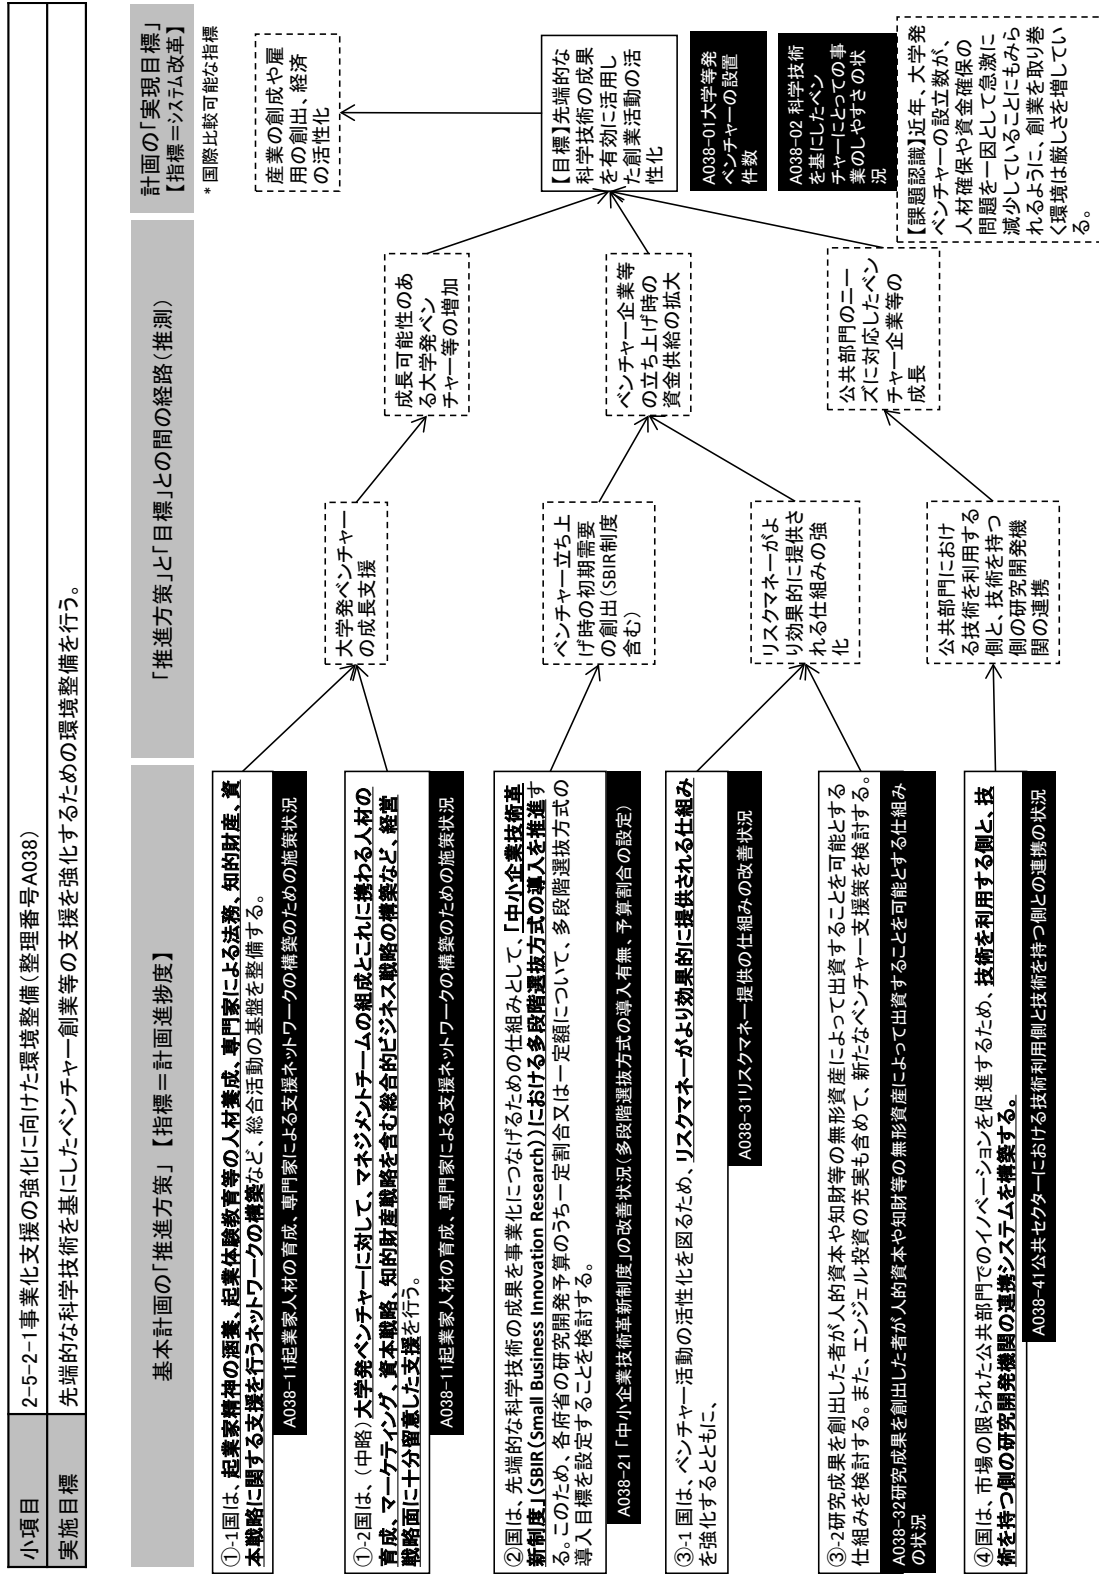 小項目
2-5-2-1事業化支援の強化に向けた環境整備(整理番号A038)
実施目標
先端的な科学技術を基にしたベンチャー創業等の支援を強化するための環境整備を行う。
基本計画の「推進方策」【指標=計画進捗度】
「推進方策」と「目標」との間の経路(推測)
計画の「実現目標」
【指標=システム改革】
*国際比較可能な指標
①-1国は、起業家精神の涵養、起業体験教育等の人材養成、専門家による法務、知的財産、資
本戦略に関する支援を行うネットワークの構築など、総合活動の基盤を整備する。
A038-11起業家人材の育成、専門家による支援ネットワークの構築のための施策状況
①-2国は、(中略)大学発ベンチャーに対して、マネジメントチームの組成とこれに携わる人材の
育成、マーケティング、資本戦略、知的財産戦略を含む総合的ビジネス戦略の構築など、経営
戦略面に十分留意した支援を行う。
A038-11起業家人材の育成、専門家による支援ネットワークの構築のための施策状況
②国は、先端的な科学技術の成果を事業化につなげるための仕組みとして、「中小企業技術革
新制度」(SBIR(Small Business Innovation Research))における多段階選抜方式の導入を推進す
る。このため、各府省の研究開発予算のうち一定割合又は一定額について、多段階選抜方式の
導入目標を設定することを検討する。
A038-21「中小企業技術革新制度」の改善状況(多段階選抜方式の導入有無、予算割合の設定)
③-1国は、ベンチャー活動の活性化を図るため、リスクマネーがより効果的に提供される仕組み
を強化するとともに、
A038-31リスクマネー提供の仕組みの改善状況
③-2研究成果を創出した者が人的資本や知財等の無形資産によって出資することを可能とする
仕組みを検討する。また、エンジェル投資の充実も含めて、新たなベンチャー支援策を検討する。
A038-32研究成果を創出した者が人的資本や知財等の無形資産によって出資することを可能とする仕組み
の状況
④国は、市場の限られた公共部門でのイノベーションを促進するため、技術を利用する側と、技
術を持つ側の研究開発機関の連携システムを構築する。
A038-41公共セクターにおける技術利用側と技術を持つ側との連携の状況
大学発ベンチャー
の成長支援
ベンチャー立ち上
げ時の初期需要
の創出(SBIR制度
含む)
リスクマネーがよ
り効果的に提供さ
れる仕組みの強
化
公共部門におけ
る技術を利用する
側と、技術を持つ
側の研究開発機
関の連携
成長可能性のあ
る大学発ベン
チャー等の増加
ベンチャー企業等
の立ち上げ時の
資金供給の拡大
公共部門のニー
ズに対応したベン
チャー企業等の
成長
産業の創成や雇
用の創出、経済
の活性化
【目標】先端的な
科学技術の成果
を有効に活用し
た創業活動の活
性化
A038-01大学等発
ベンチャーの設置
件数
A038-02 科学技術
を基にしたベン
チャーにとっての事
業のしやすさの状
況
【課題認識】近年、大学発
ベンチャーの設立数が、
人材確保や資金確保の
問題を一因として急激に
減少していることにもみら
れるように、創業を取り巻
く環境は厳しさを増してい
る。